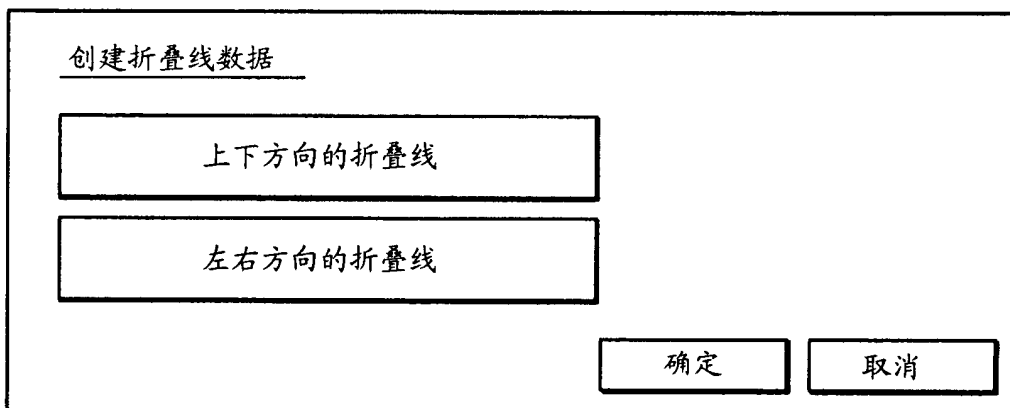 创建折叠线数据
上下方向的折叠线
左右方向的折叠线
确定
取消